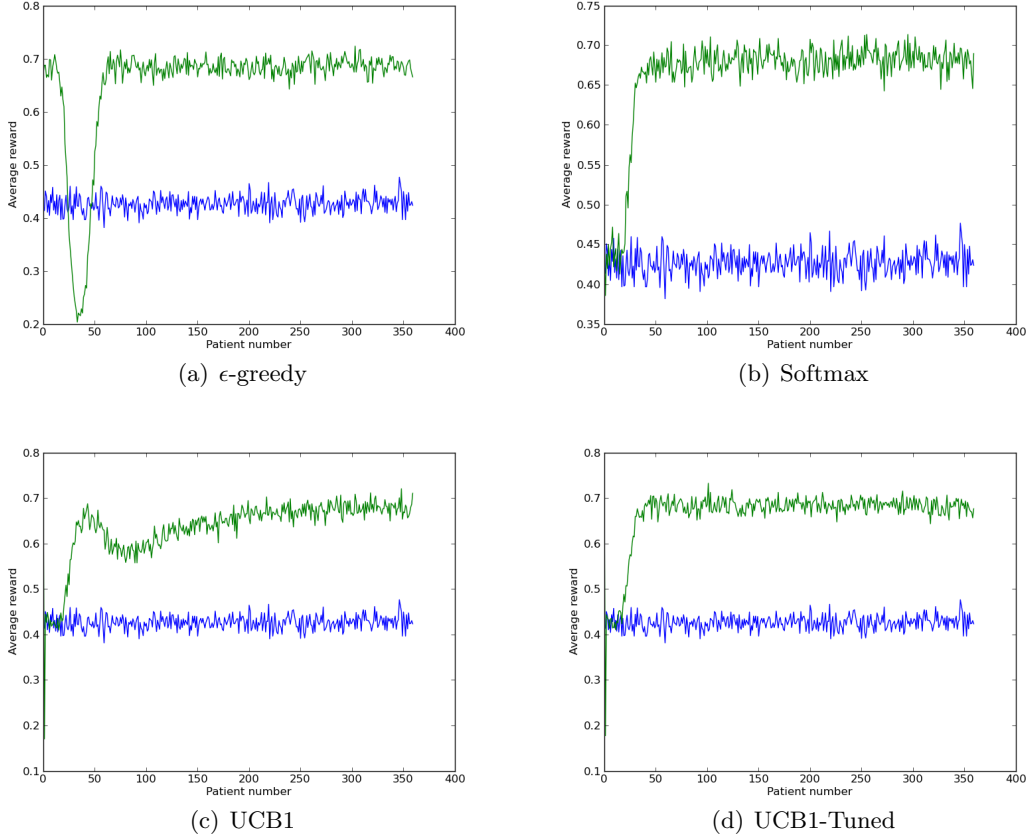 0.8
0.7
0.6
0.5
0.4
0.3
0.2
Average reward
0 50 100 150 200 250 300 350 400
Patient number
(a) ϵ-greedy
0.75
0.70
0.65
0.60
0.55
0.50
0.45
0.40
0.35
Average reward
0 50 100 150 200 250 300 350 400
Patient number
(b) Softmax
0.8
0.7
0.6
0.5
0.4
0.3
0.2
0.1
Average reward
0 50 100 150 200 250 300 350 400
Patient number
(c) UCB1
0.8
0.7
0.6
0.5
0.4
0.3
0.2
0.1
Average reward
0 50 100 150 200 250 300 350 400
Patient number
(d) UCB1-Tuned